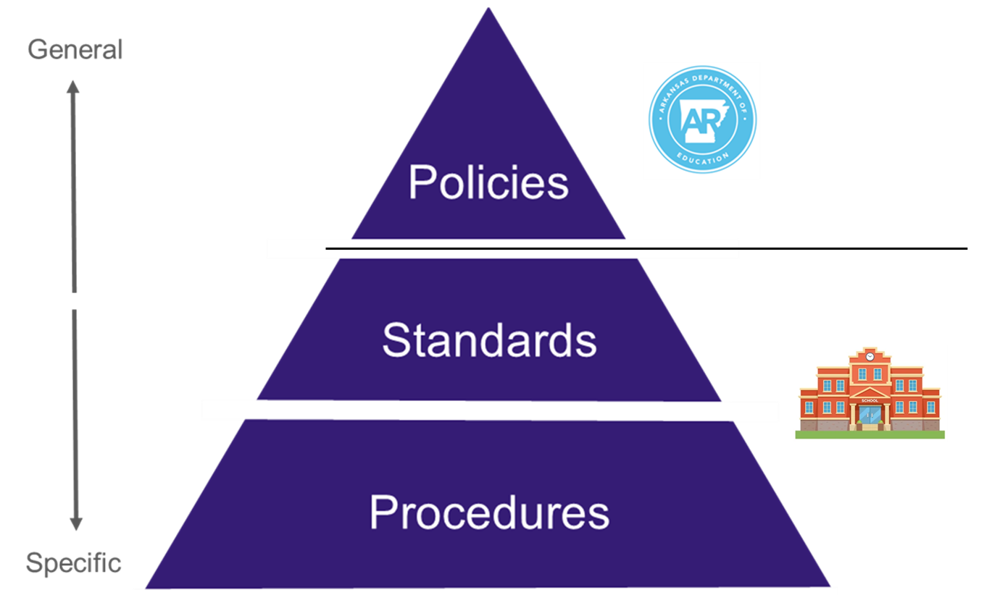 General
ARKANSAS DEPARTMENT OF
AR
EDUCATION
Policies
Standards
SCHOOL
Procedures
Specific